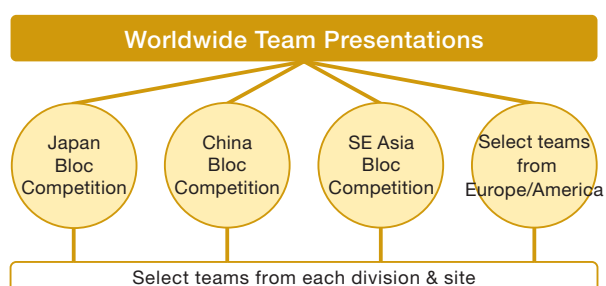 Worldwide Team Presentations
Japan
Bloc
Competition
China
Bloc
Competition
SE Asia
Bloc
Competition
Select teams
from
Europe/America
Select teams from each division & site